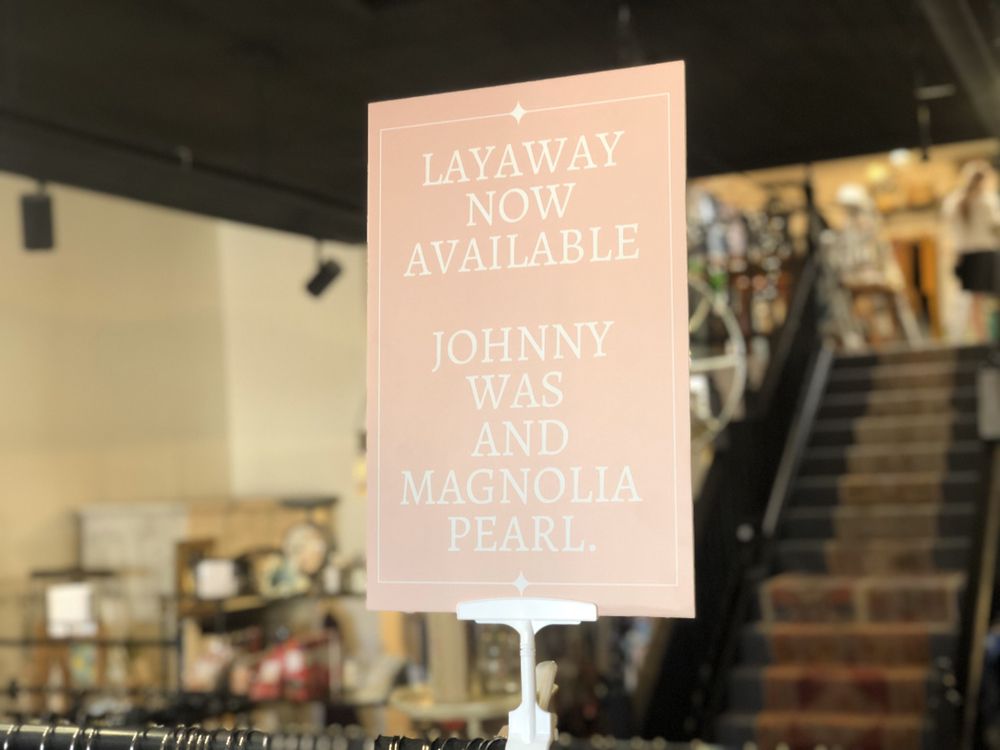 LAYAWAY
NOW
AVAILABLE
JOHNNY
WAS
AND
MAGNOLIA
PEARL.